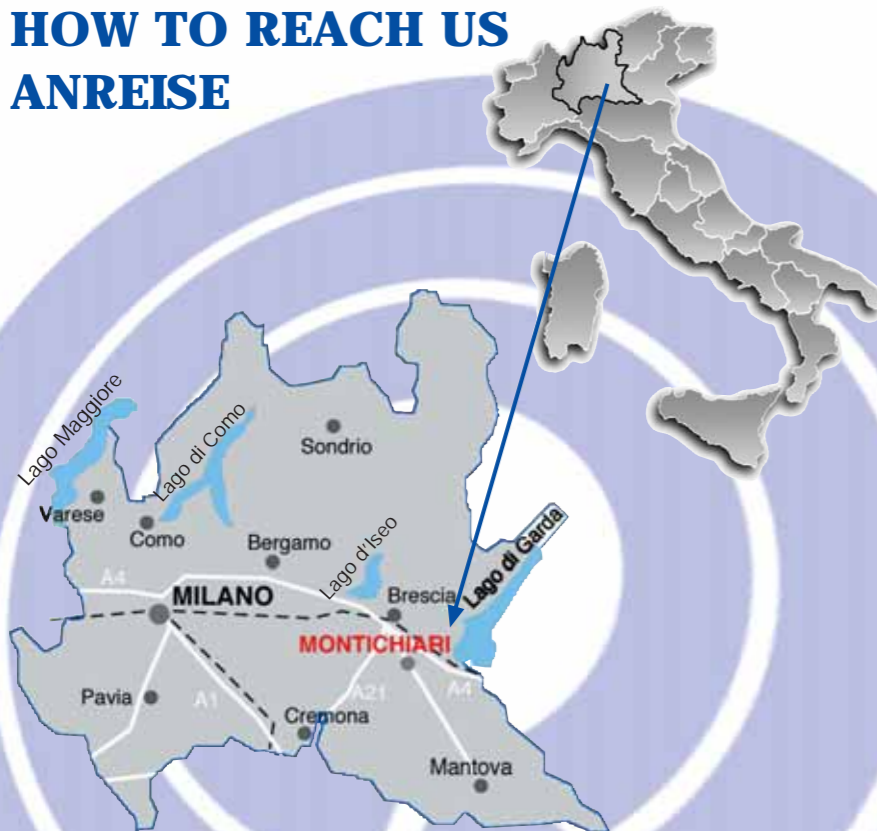 HOW TO REACH US
ANREISE
Lago Maggiore
Lago di Como
Sondrio
Varese
Como
Bergamo
Lago d'Iseo
Lago di Garda
A4
MILANO
Brescia
MONTICHIARI
Pavia
A1
A21
A4
Cremona
Mantova